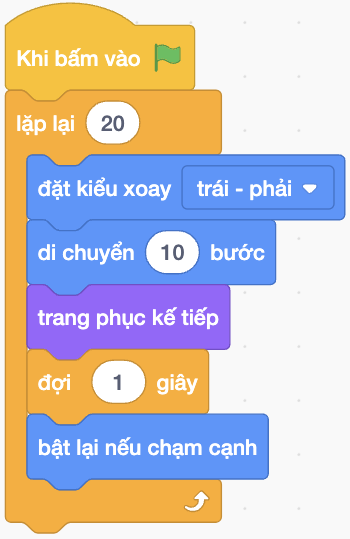 Khi bấm vào
lặp lại 20
đặt kiểu xoay trái - phải
di chuyển 10 bước
trang phục kế tiếp
đợi 1 giây
bật lại nếu chạm cạnh